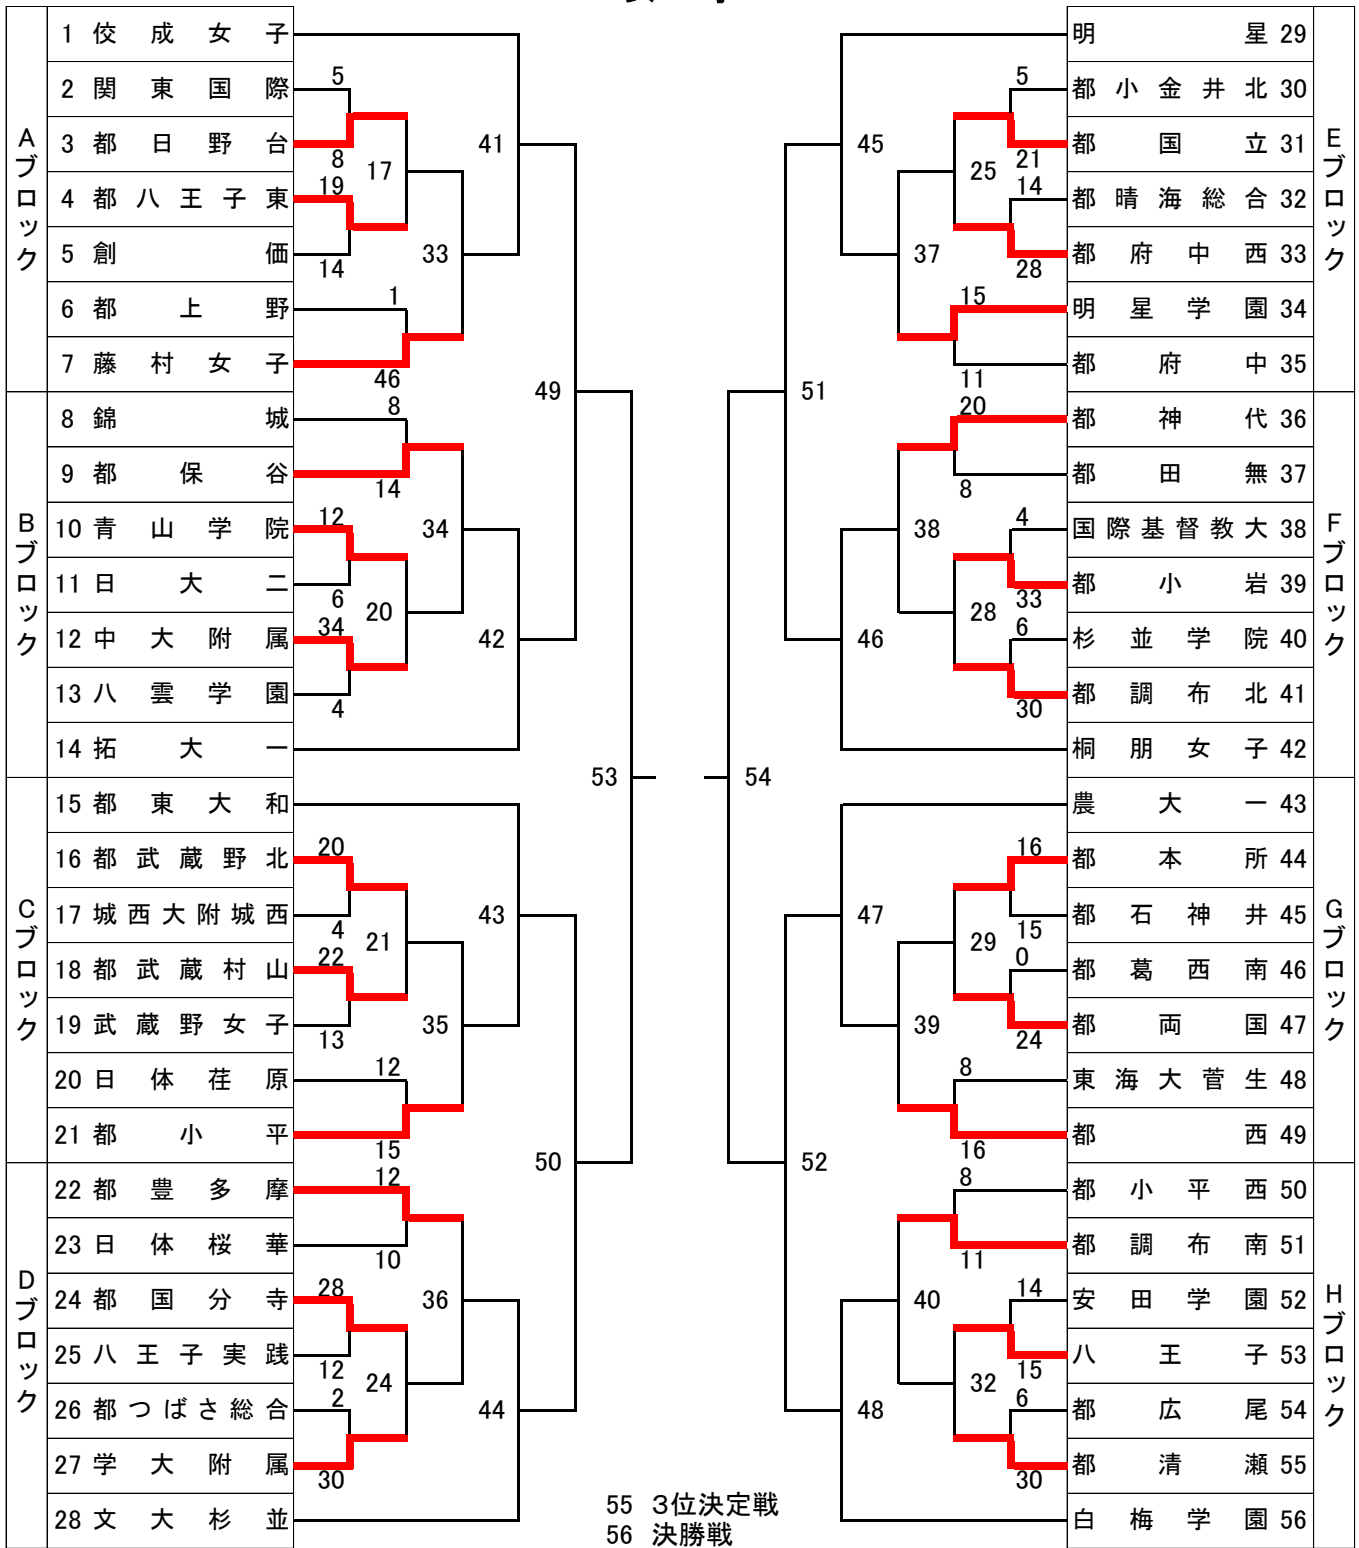 Aブロック
1 佼成女子
2 関東国際 5
3 都日野台 8
4 都八王子東 19
5 創価 14
6 都上野 1
7 藤村女子 46
17
33
41
Bブロック
8 錦城 8
9 都保谷 14
10 青山学院 12
11 日大二 6
12 中大附属 34
13 八雲学園 4
14 拓大一
20
34
42
49
Cブロック
15 都東大和
16 都武蔵野北 20
17 城西大附城西 4
18 都武蔵村山 22
19 武蔵野女子 13
20 日体荏原 12
21 都小平 15
21
35
43
Dブロック
22 都豊多摩 12
23 日体桜華 10
24 都国分寺 28
25 八王子実践 12
26 都つばさ総合 2
27 学大附属 30
28 文大杉並
24
36
44
50
53
Eブロック
明星 29
5 都小金井北 30
21 都国立 31
14 都晴海総合 32
28 都府中西 33
15 明星学園 34
11 都府中 35
25
37
45
Fブロック
20 都神代 36
8 都田無 37
4 国際基督教大 38
33 都小岩 39
6 杉並学院 40
30 都調布北 41
桐朋女子 42
28
38
46
51
Gブロック
農大一 43
16 都本所 44
15 都石神井 45
0 都葛西南 46
24 都両国 47
8 東海大菅生 48
16 都西 49
29
39
47
Hブロック
8 都小平西 50
11 都調布南 51
14 安田学園 52
15 八王子 53
6 都広尾 54
30 都清瀬 55
白梅学園 56
32
40
48
52
54
55 3位決定戦
56 決勝戦